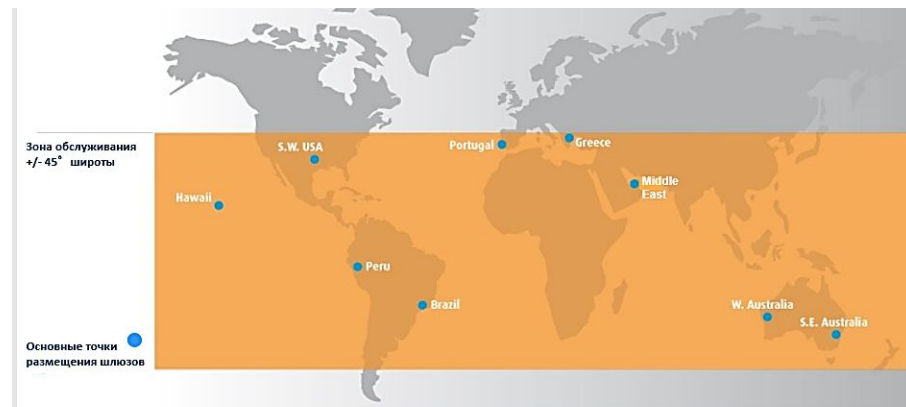 Зона обслуживания
+/- 45° широты
S.W. USA
Portugal
Greece
Middle
East
Hawaii
Peru
Brazil
W. Australia
S.E. Australia
Основные точки
размещения шлюзов